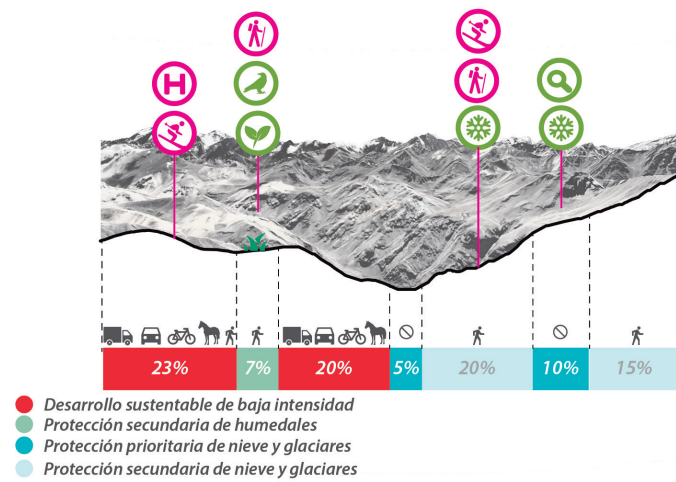 H
23%
7%
20%
5%
20%
10%
15%
Desarrollo sustentable de baja intensidad
Protección secundaria de humedales
Protección prioritaria de nieve y glaciares
Protección secundaria de nieve y glaciares